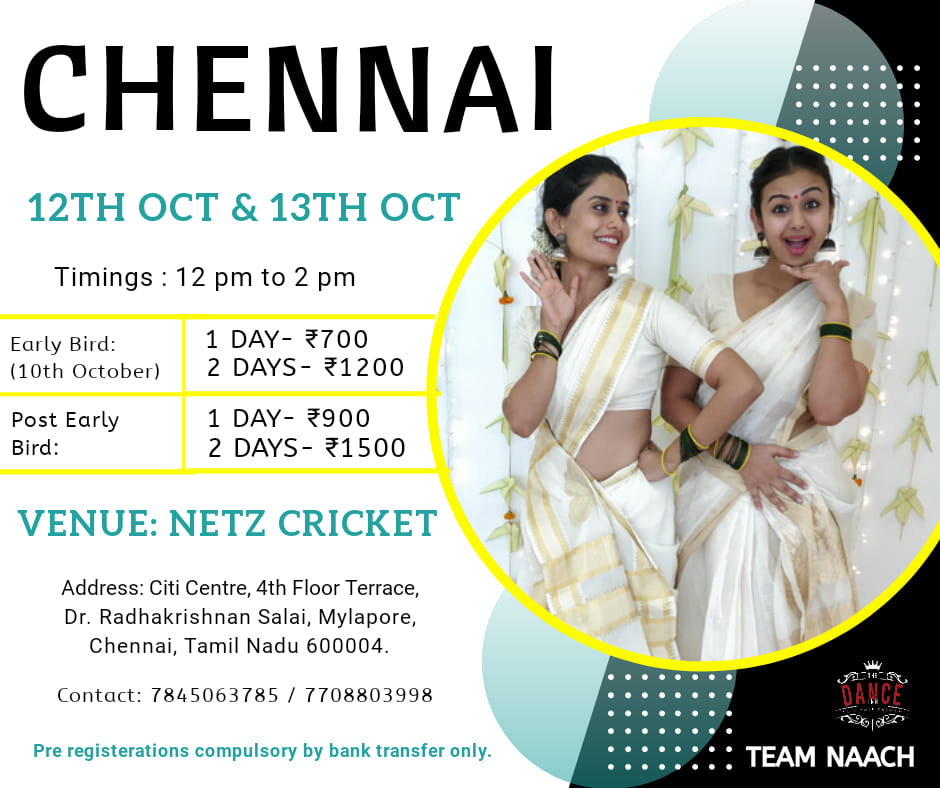 CHENNAI
12TH OCT & 13TH OCT
Timings : 12 pm to 2 pm
Early Bird:
(10th October)
1 DAY- ₹700
2 DAYS- ₹1200
Post Early
Bird:
1 DAY- ₹900
2 DAYS- ₹1500
VENUE: NETZ CRICKET
Address: Citi Centre, 4th Floor Terrace,
Dr. Radhakrishnan Salai, Mylapore,
Chennai, Tamil Nadu 600004.
Contact: 7845063785 / 7708803998
Pre registerations compulsory by bank transfer only.
THE
DANCE
INN
TEAM NAACH